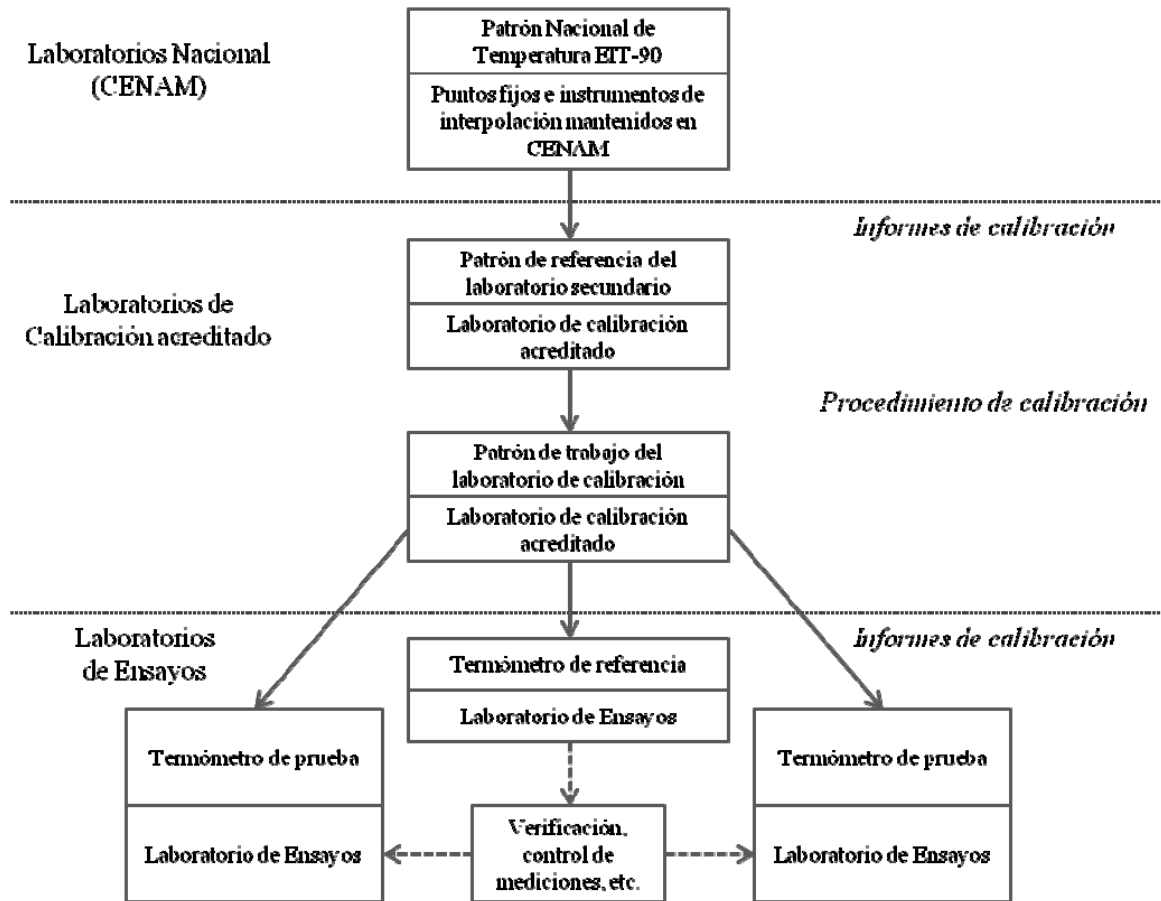 Laboratorios Nacional
(CENAM)
Patrón Nacional de
Temperatura EIT-90
Puntos fijos e instrumentos de
interpolación mantenidos en
CENAM
Informes de calibración
Laboratorios de
Calibración acreditado
Patrón de referencia del
laboratorio secundario
Laboratorio de calibración
acreditado
Procedimiento de calibración
Patrón de trabajo del
laboratorio de calibración
Laboratorio de calibración
acreditado
Laboratorios
de Ensayos
Informes de calibración
Termómetro de referencia
Laboratorio de Ensayos
Termómetro de prueba
Laboratorio de Ensayos
Verificación,
control de
mediciones, etc.
Termómetro de prueba
Laboratorio de Ensayos